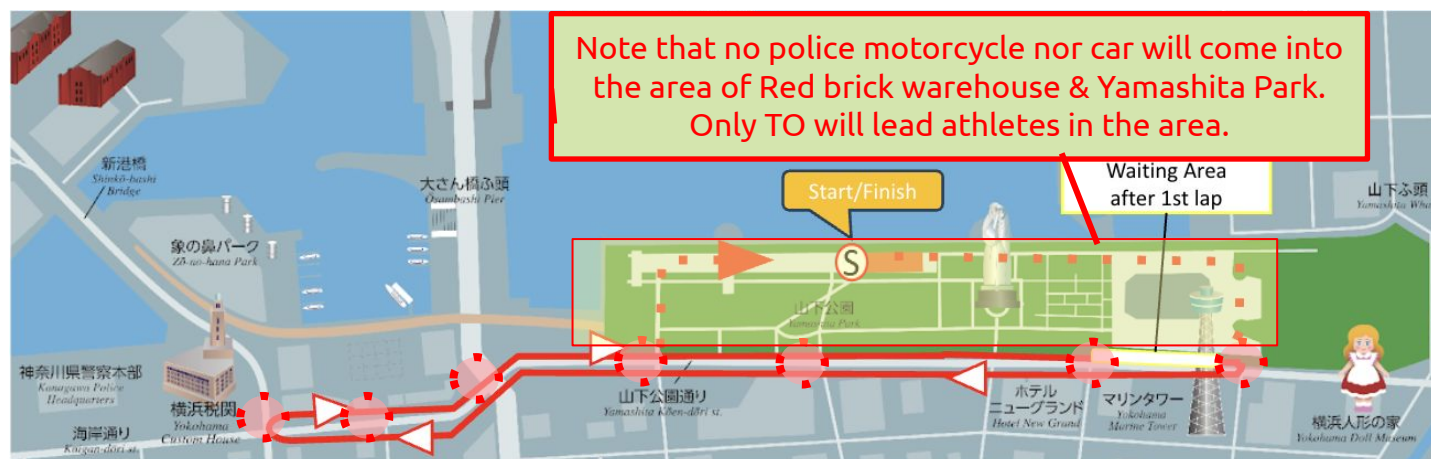 Note that no police motorcycle nor car will come into
the area of Red brick warehouse & Yamashita Park.
Only TO will lead athletes in the area.
Waiting Area
after 1st lap
Start/Finish
S
新港橋
Shinkō-bashi
Bridge
大さん橋ふ頭
Ōsambashi Pier
山下ふ頭
Yamashita Wha
象の鼻パーク
Zō-no-hana Park
山下公園
Yamashita Park
神奈川県警察本部
Kanagawa Police
Headquarters
横浜税関
Yokohama
Custom House
海岸通り
Kaigan-dōri st.
山下公園通り
Yamashita Kōen-dōri st.
ホテル
ニューグランド
Hotel New Grand
マリンタワー
Yokohama
Marine Tower
横浜人形の家
Yokohama Doll Museum